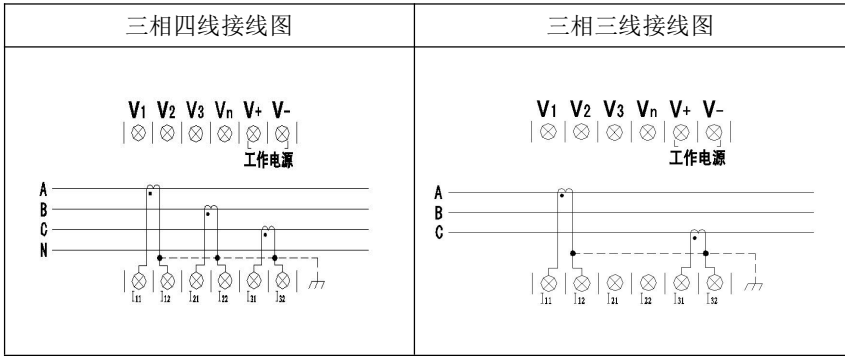 三相四线接线图
V1 V2 V3 Vn V+ V-
工作电源
A
B
C
N
I11 I12 I21 I22 I31 I32
三相三线接线图
V1 V2 V3 Vn V+ V-
工作电源
A
B
C
I11 I12 I21 I22 I31 I32